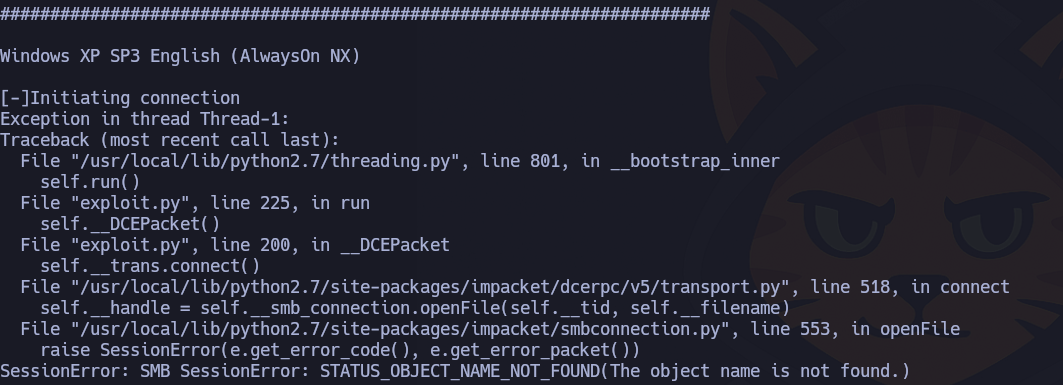 #######################################################################
Windows XP SP3 English (AlwaysOn NX)
[-]Initiating connection
Exception in thread Thread-1:
Traceback (most recent call last):
  File "/usr/local/lib/python2.7/threading.py", line 801, in __bootstrap_inner
    self.run()
  File "exploit.py", line 225, in run
    self.__DCEPacket()
  File "exploit.py", line 200, in __DCEPacket
    self.__trans.connect()
  File "/usr/local/lib/python2.7/site-packages/impacket/dcerpc/v5/transport.py", line 518, in connect
    self.__handle = self.__smb_connection.openFile(self.__tid, self.__filename)
  File "/usr/local/lib/python2.7/site-packages/impacket/smbconnection.py", line 553, in openFile
    raise SessionError(e.get_error_code(), e.get_error_packet())
SessionError: SMB SessionError: STATUS_OBJECT_NAME_NOT_FOUND(The object name is not found.)